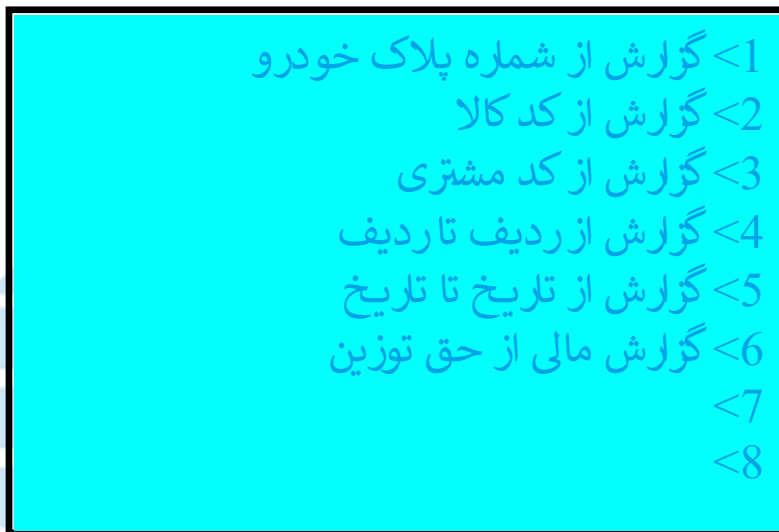 1> گزارش از شماره پلاک خودرو
2> گزارش از کد کالا
3> گزارش از کد مشتری
4> گزارش از ردیف تا ردیف
5> گزارش از تاریخ تا تاریخ
6> گزارش مالی از حق توزین
7>
8>